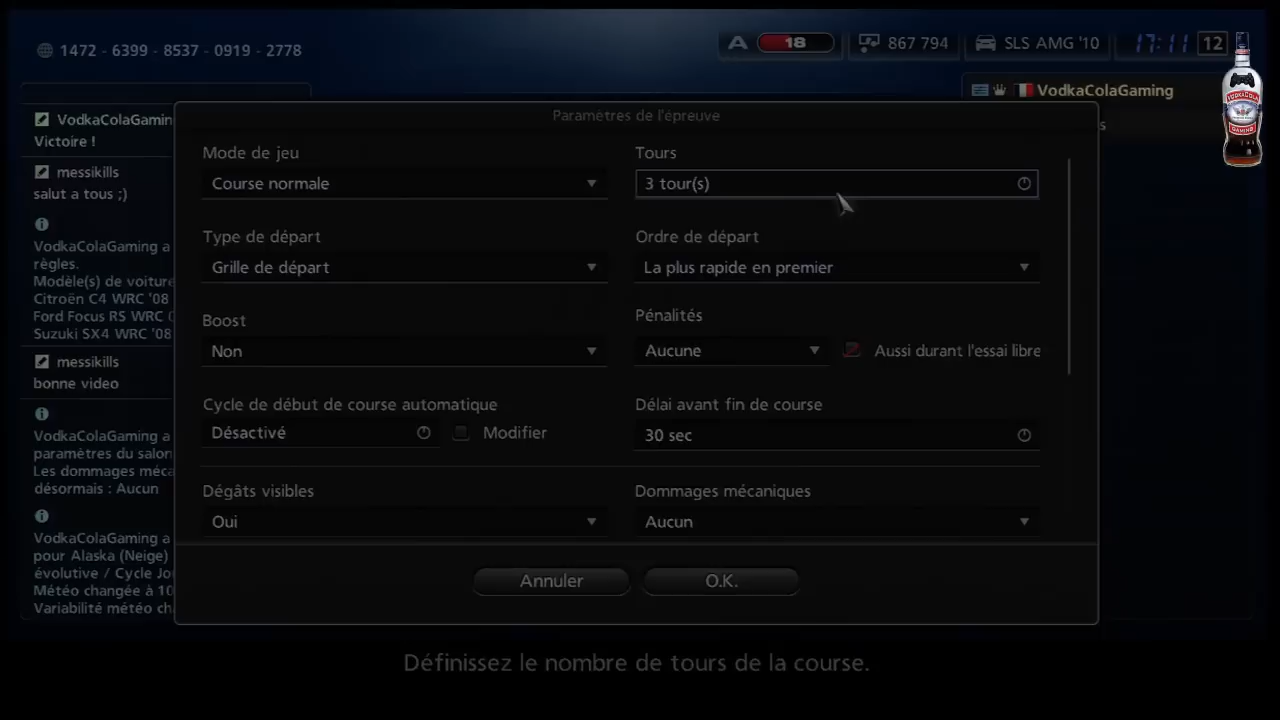 1472 - 6399 - 8537 - 0919 - 2778
A 18
867 794
SLS AMG '10
17:11
12
VodkaColaGaming
VODKACOLA
GAMING
VodkaColaGamin
Victoire !
messikills
salut a tous ;)
VodkaColaGaming a
règles.
Modèle(s) de voiture
Citroën C4 WRC '08
Ford Focus RS WRC
Suzuki SX4 WRC '08
messikills
bonne video
VodkaColaGaming a
paramètres du salon
Les dommages méca
désormais : Aucun
VodkaColaGaming a
pour Alaska (Neige)
évolutive / Cycle Jo
Météo changée à 10
Variabilité météo ch
Paramètres de l'épreuve
Mode de jeu
Course normale
Tours
3 tour(s)
Type de départ
Grille de départ
Ordre de départ
La plus rapide en premier
Boost
Non
Pénalités
Aucune
Aussi durant l'essai libre
Cycle de début de course automatique
Désactivé
Modifier
Délai avant fin de course
30 sec
Dégâts visibles
Oui
Dommages mécaniques
Aucun
Annuler
O.K.
Définissez le nombre de tours de la course.